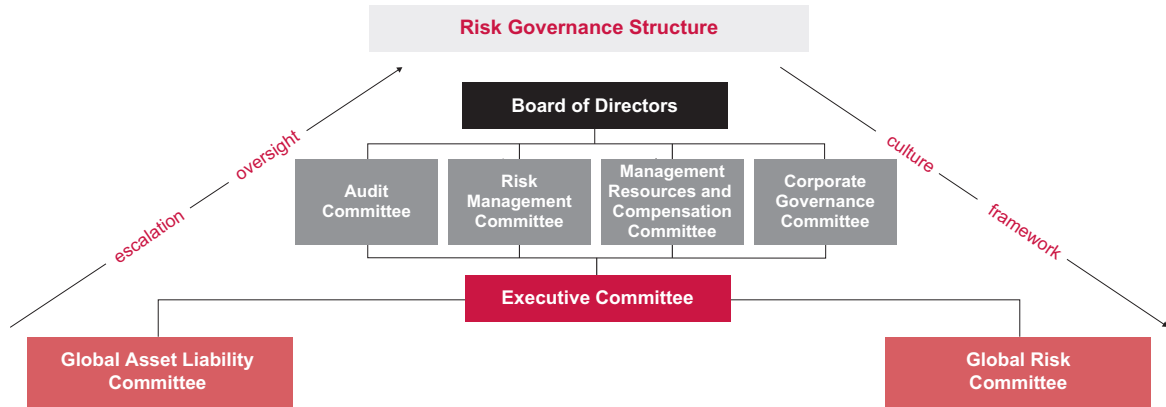 Risk Governance Structure
Board of Directors
oversight
escalation
culture
framework
Audit
Committee
Risk
Management
Committee
Management
Resources and
Compensation
Committee
Corporate
Governance
Committee
Executive Committee
Global Asset Liability
Committee
Global Risk
Committee